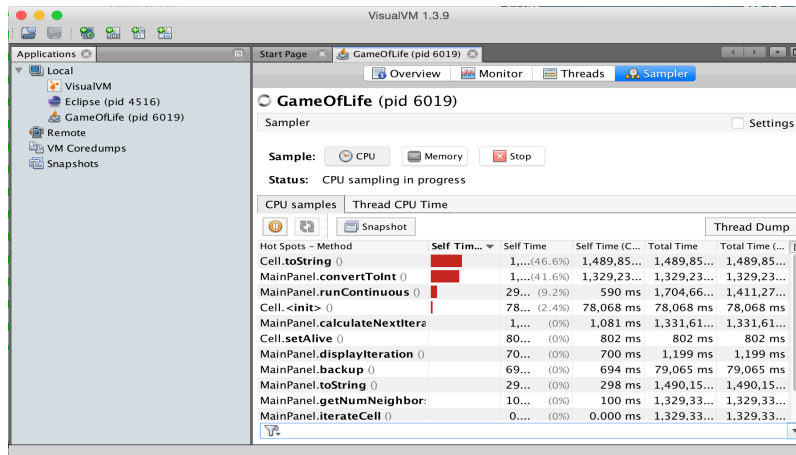 VisualVM 1.3.9
Applications
Start Page GameOfLife (pid 6019)
Local
VisualVM
Eclipse (pid 4516)
GameOfLife (pid 6019)
Remote
VM Coredumps
Snapshots
Overview Monitor Threads Sampler
GameOfLife (pid 6019)
Sampler Settings
Sample: CPU Memory Stop
Status: CPU sampling in progress
CPU samples Thread CPU Time
Snapshot Thread Dump
Hot Spots – Method Self Tim... Self Time Self Time (C... Total Time Total Time (...
Cell.toString () 1,...(46.6%) 1,489,85... 1,489,85... 1,489,85...
MainPanel.convertToInt () 1,...(41.6%) 1,329,23... 1,329,23... 1,329,23...
MainPanel.runContinuous () 29... (9.2%) 590 ms 1,704,66... 1,411,27...
Cell.<init> () 78... (2.4%) 78,068 ms 78,068 ms 78,068 ms
MainPanel.calculateNextItera 1,... (0%) 1,081 ms 1,331,61... 1,331,61...
Cell.setAlive () 80... (0%) 802 ms 802 ms 802 ms
MainPanel.displayIteration () 70... (0%) 700 ms 1,199 ms 1,199 ms
MainPanel.backup () 69... (0%) 694 ms 79,065 ms 79,065 ms
MainPanel.toString () 29... (0%) 298 ms 1,490,15... 1,490,15...
MainPanel.getNumNeighbor 10... (0%) 100 ms 1,329,33... 1,329,33...
MainPanel.iterateCell () 0.... (0%) 0.000 ms 1,329,33... 1,329,33...